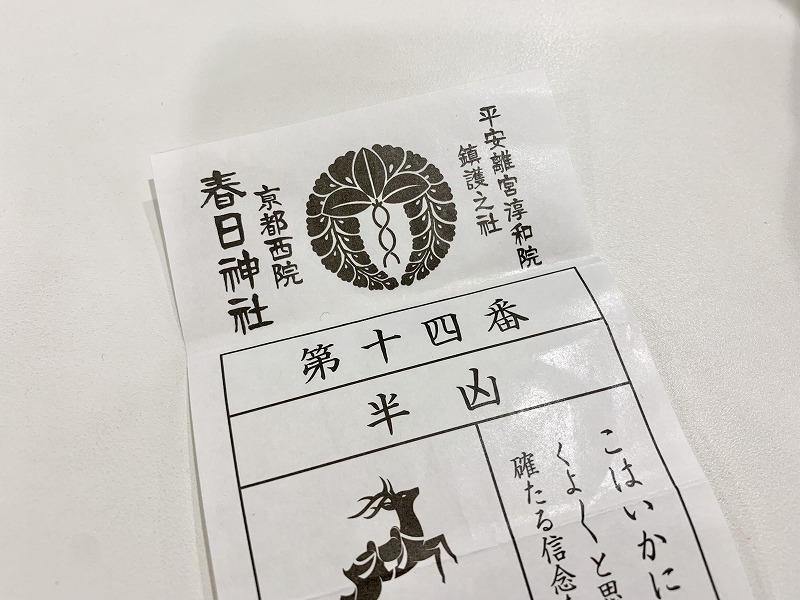 平安離宮淳和院
鎮護之社
京都西院
春日神社
第十四番
半凶
こはいかに
くよくと思
確たる信念